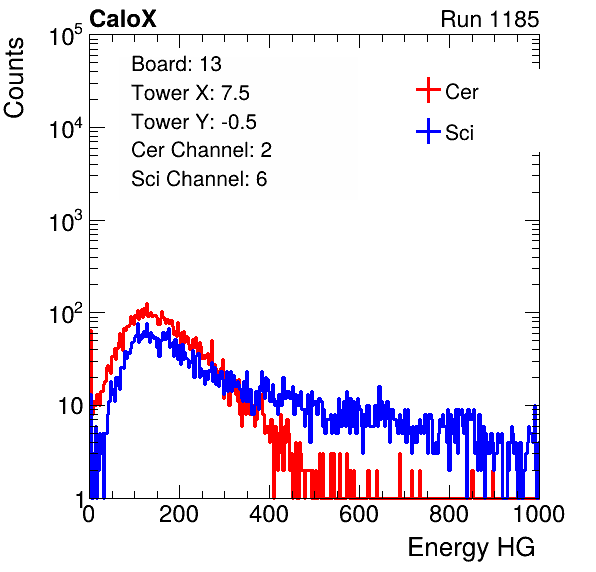 CaloX Run 1185
Counts
10^5
10^4
10^3
10^2
10
1
Board: 13
Tower X: 7.5
Tower Y: -0.5
Cer Channel: 2
Sci Channel: 6
Cer
Sci
0 200 400 600 800 1000
Energy HG